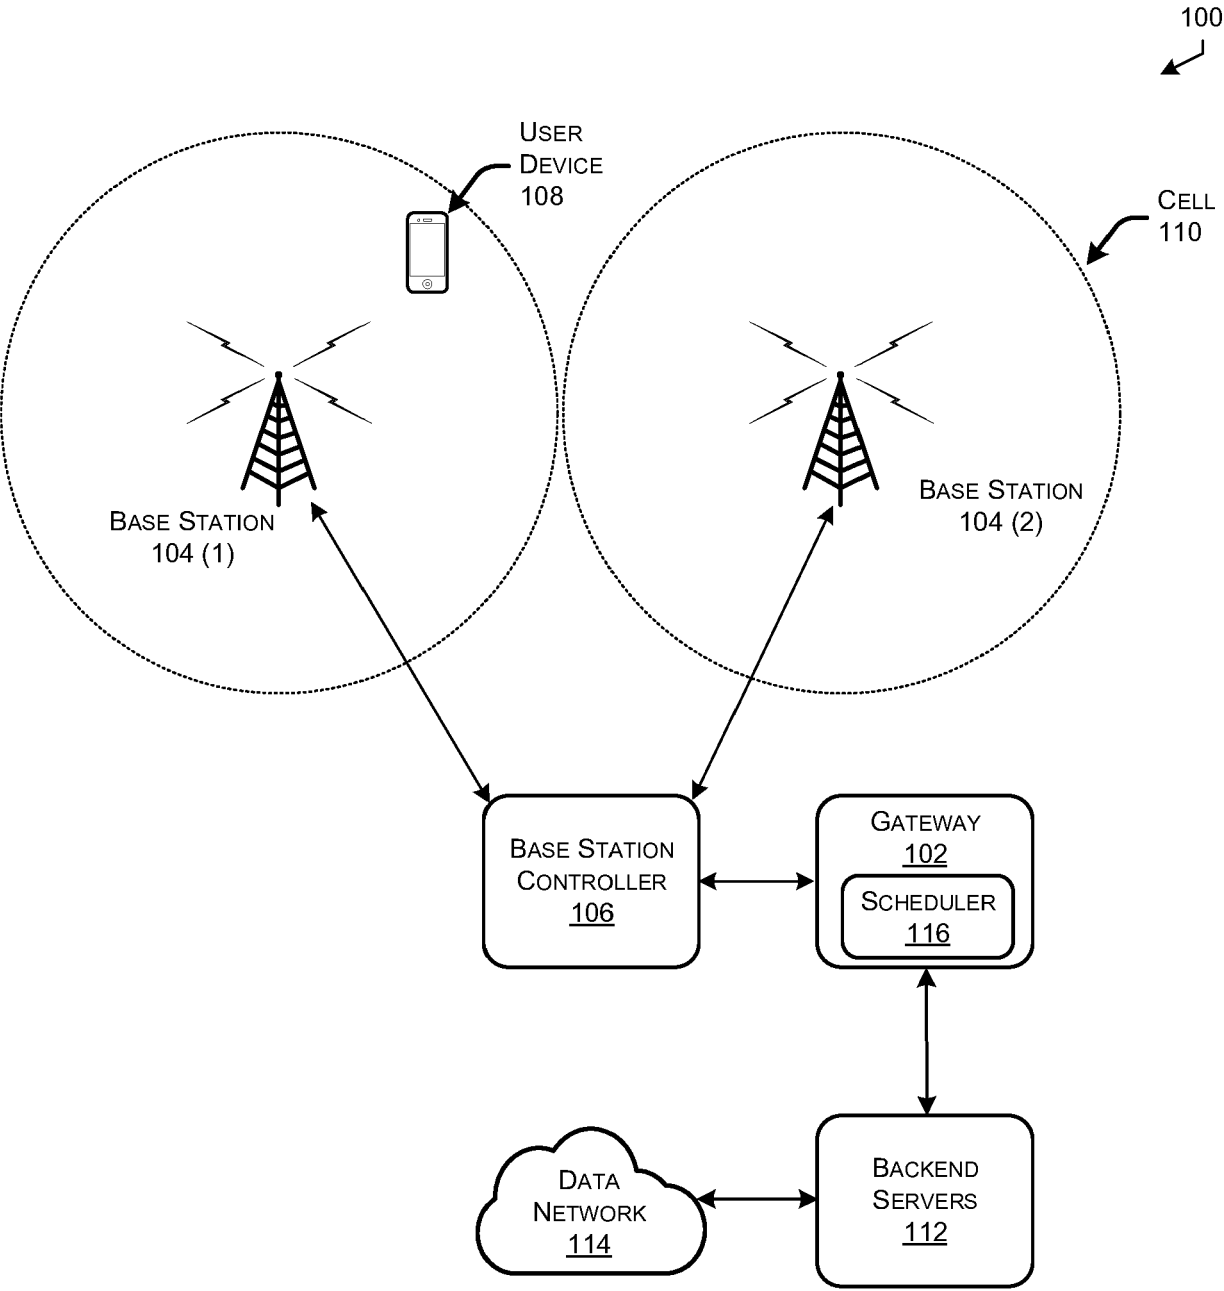 100
USER
DEVICE
108
CELL
110
BASE STATION
104 (1)
BASE STATION
104 (2)
BASE STATION
CONTROLLER
106
GATEWAY
102
SCHEDULER
116
DATA
NETWORK
114
BACKEND
SERVERS
112